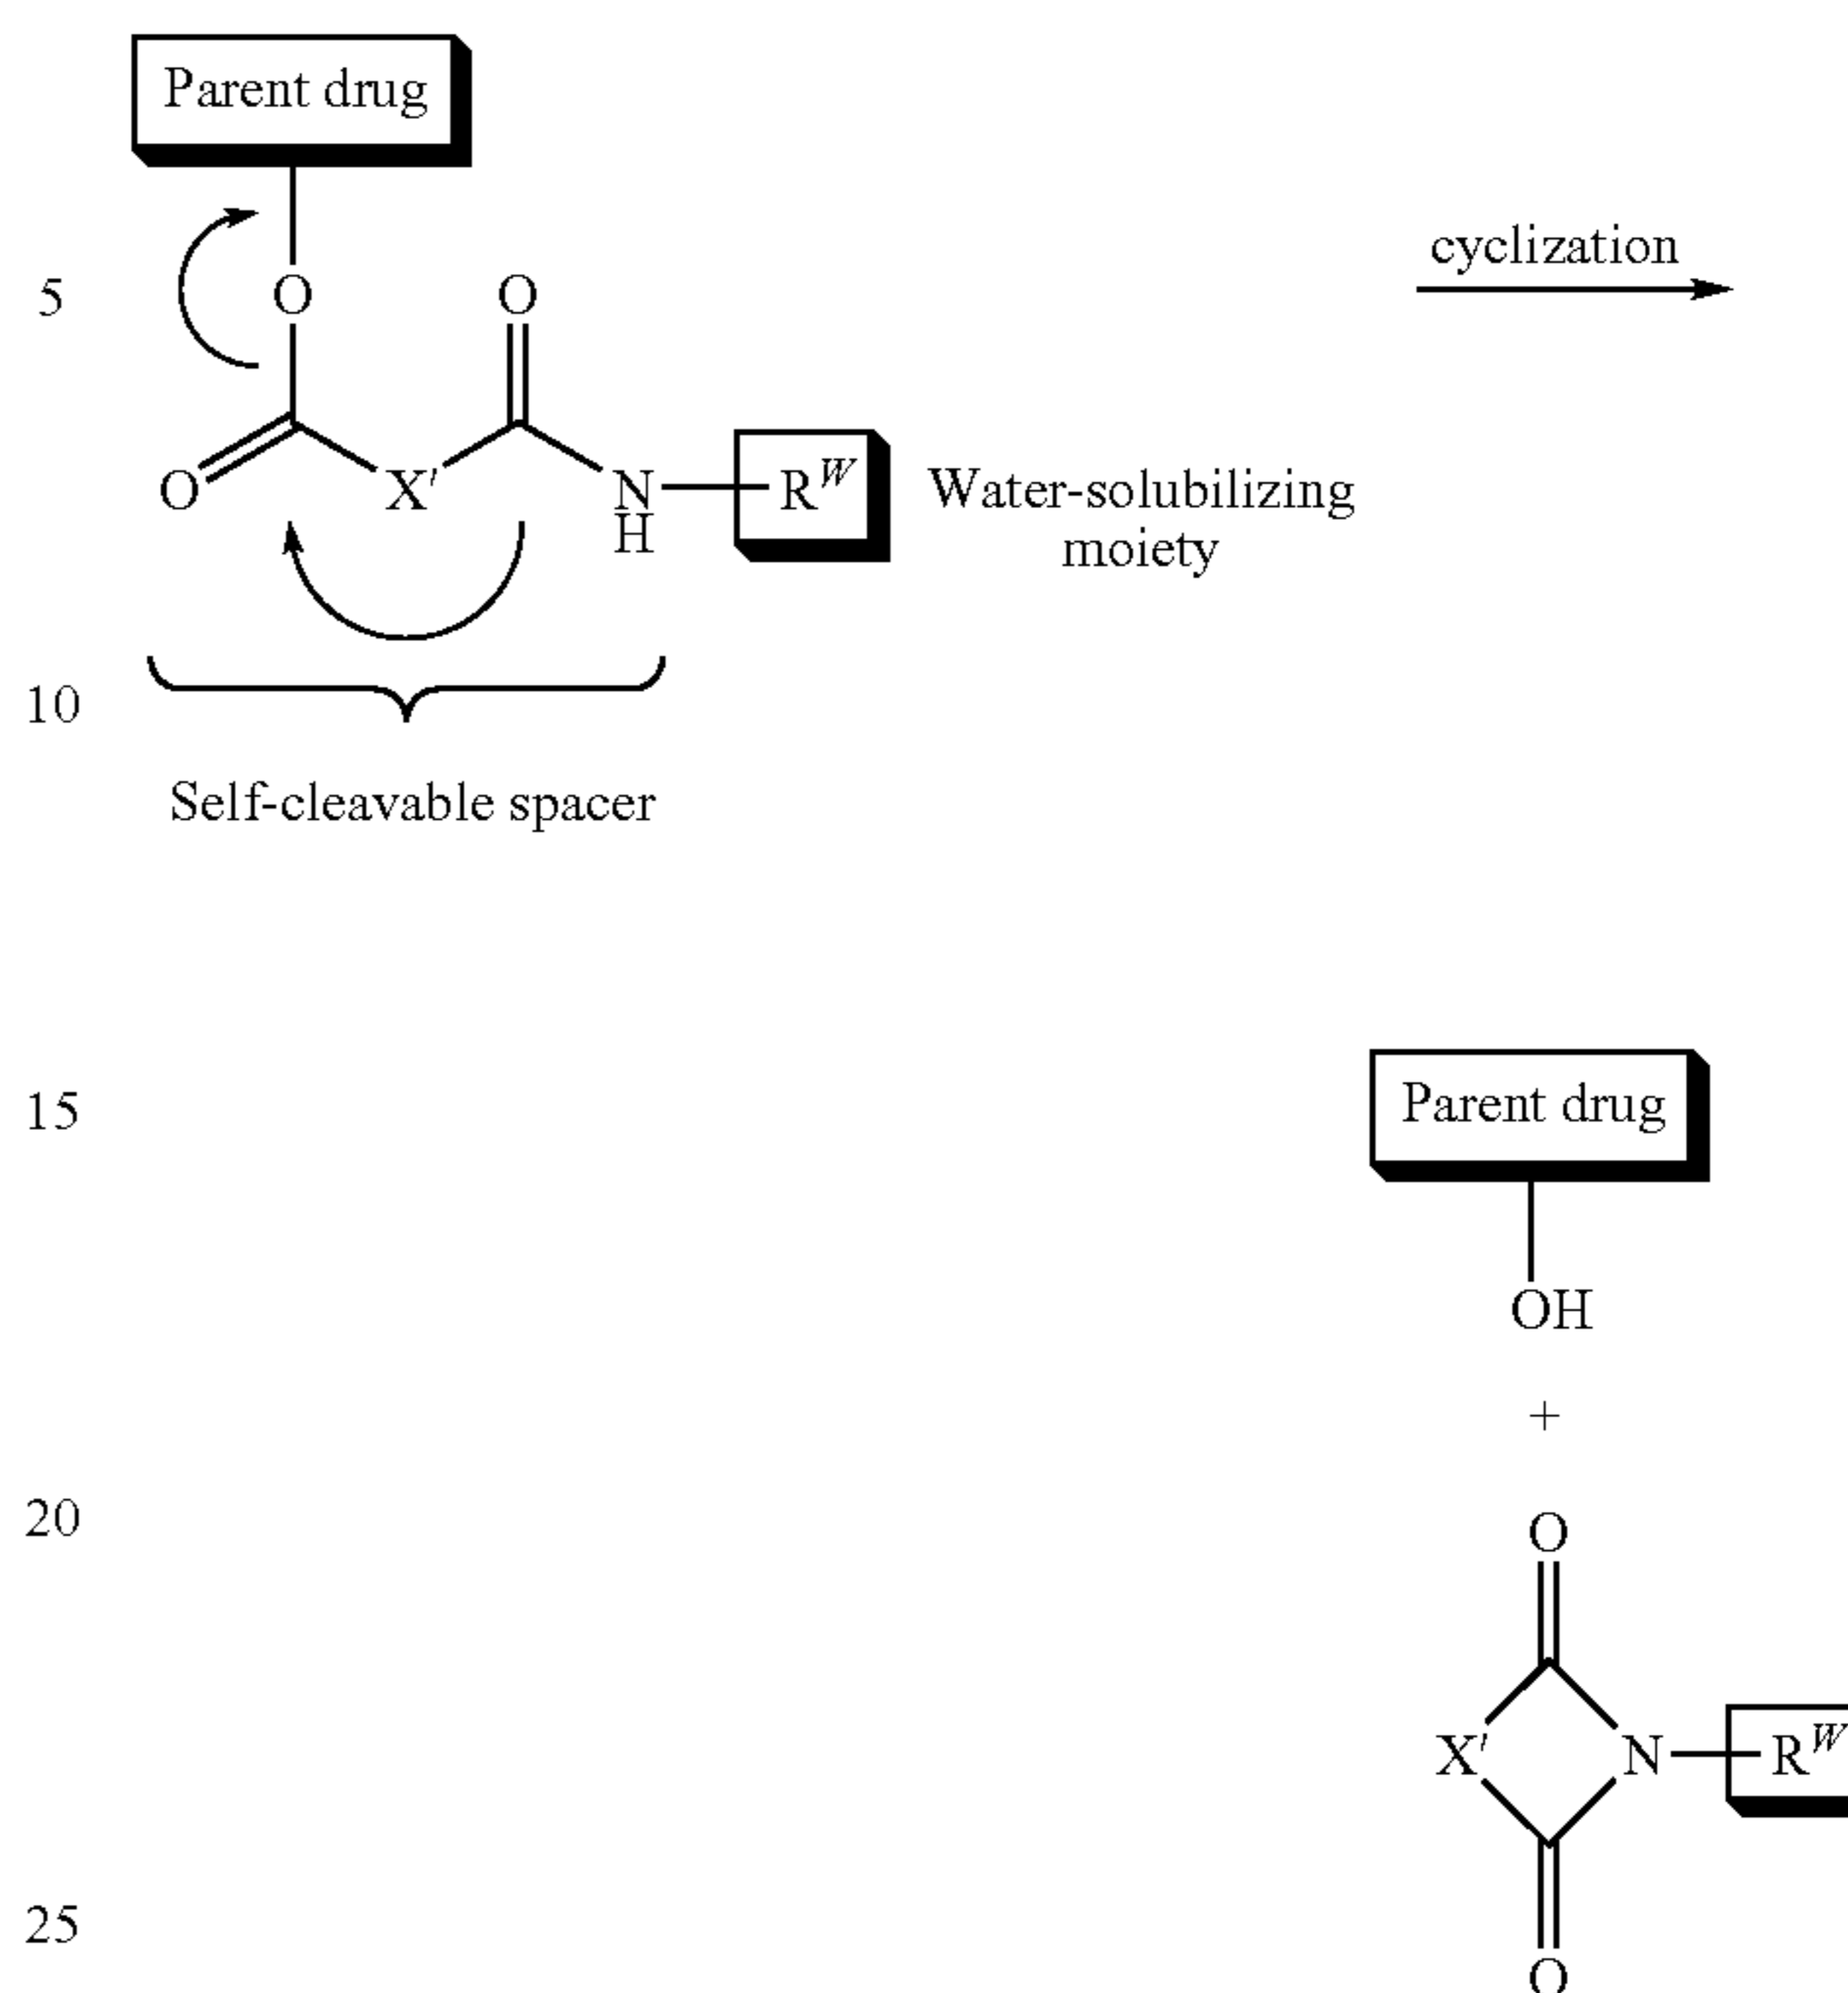 Parent drug
5
O
O
cyclization
O
X'
N
H
R^W
Water-solubilizing
moiety
10
Self-cleavable spacer
15
Parent drug
OH
+
20
O
X'
N
R^W
25
O